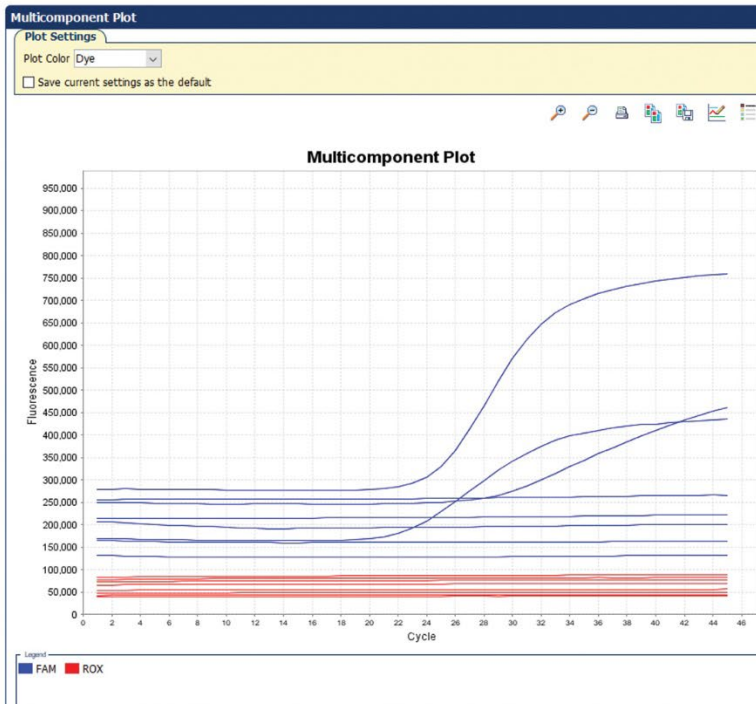 Multicomponent Plot
Plot Settings
Plot Color Dye
Save current settings as the default
Multicomponent Plot
950,000
900,000
850,000
800,000
750,000
700,000
650,000
600,000
550,000
500,000
450,000
400,000
350,000
300,000
250,000
200,000
150,000
100,000
50,000
0
Fluorescence
0 2 4 6 8 10 12 14 16 18 20 22 24 26 28 30 32 34 36 38 40 42 44 46
Cycle
Legend
FAM ROX